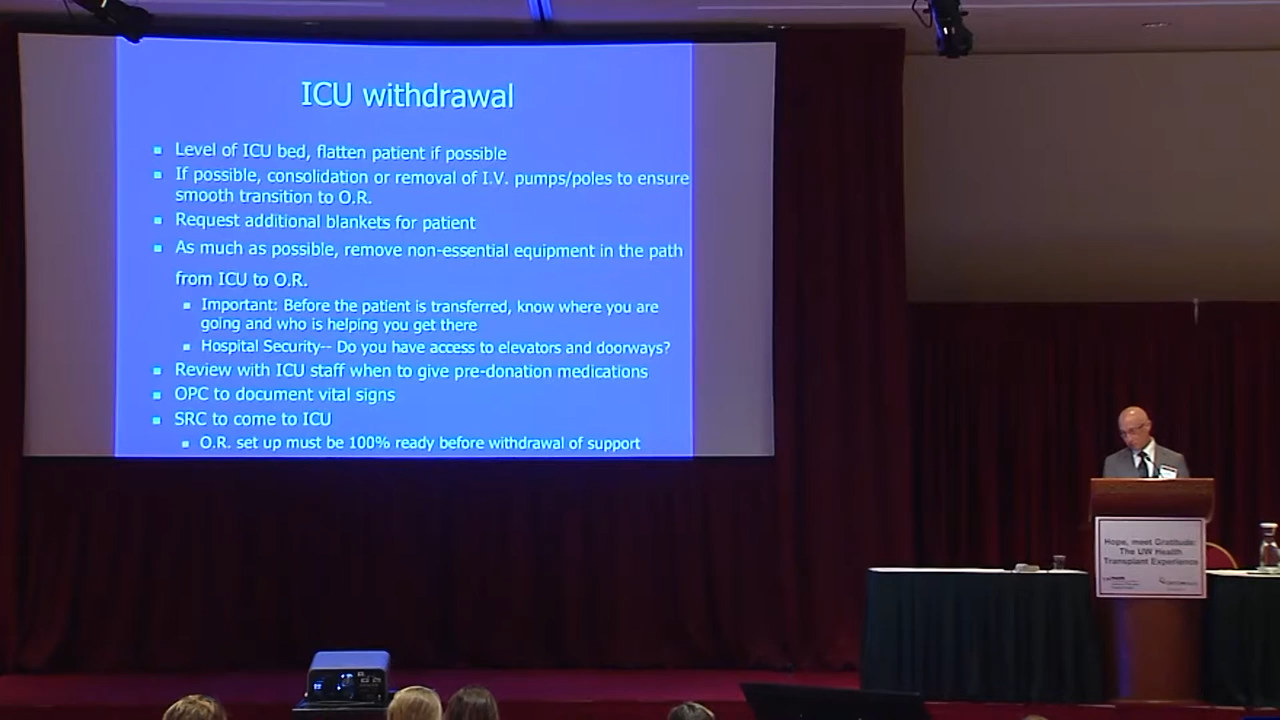 ICU withdrawal
Level of ICU bed, flatten patient if possible
If possible, consolidation or removal of I.V. pumps/poles to ensure
smooth transition to O.R.
Request additional blankets for patient
As much as possible, remove non-essential equipment in the path
from ICU to O.R.
Important: Before the patient is transferred, know where you are
going and who is helping you get there
Hospital Security-- Do you have access to elevators and doorways?
Review with ICU staff when to give pre-donation medications
OPC to document vital signs
SRC to come to ICU
O.R. set up must be 100% ready before withdrawal of support
Hope, meet Gratitude:
The UW Health
Transplant Experience